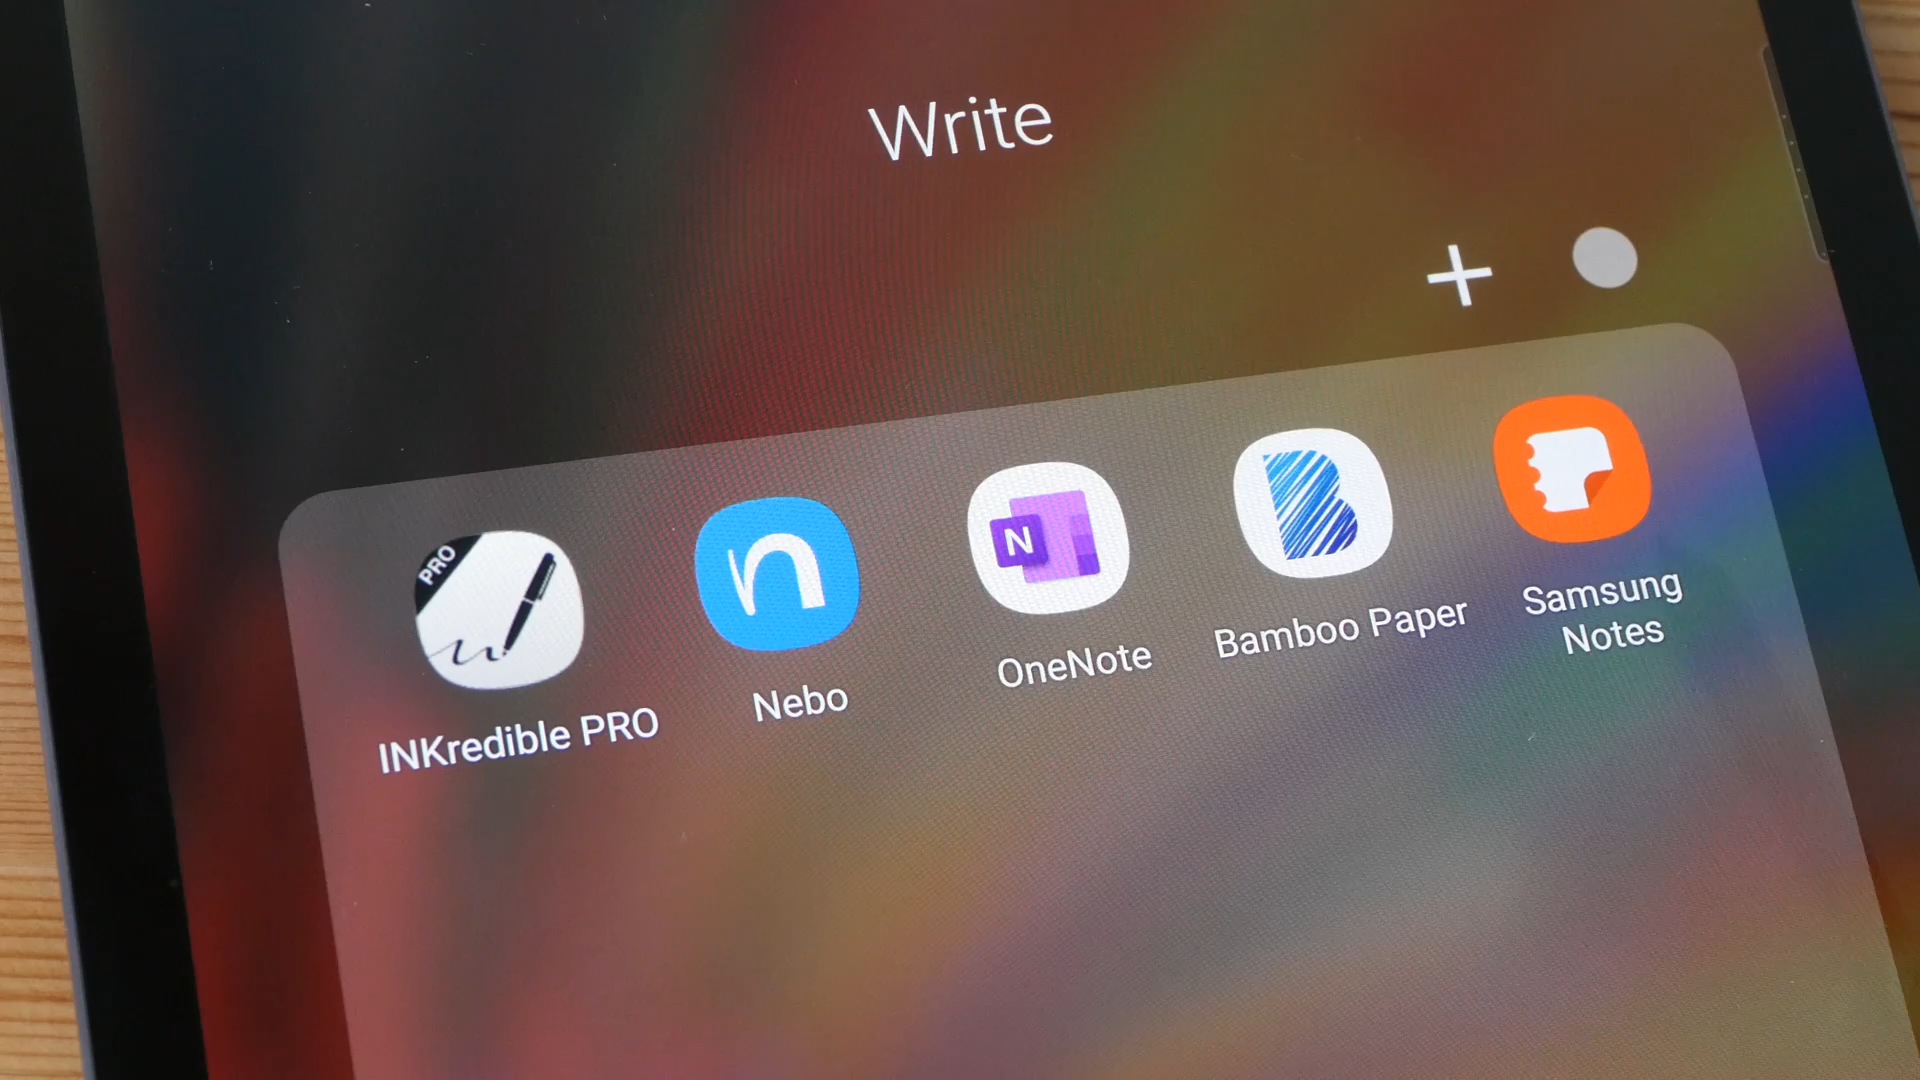 Write
PRO
INKredible PRO
n
Nebo
N
OneNote
B
Bamboo Paper
Samsung
Notes